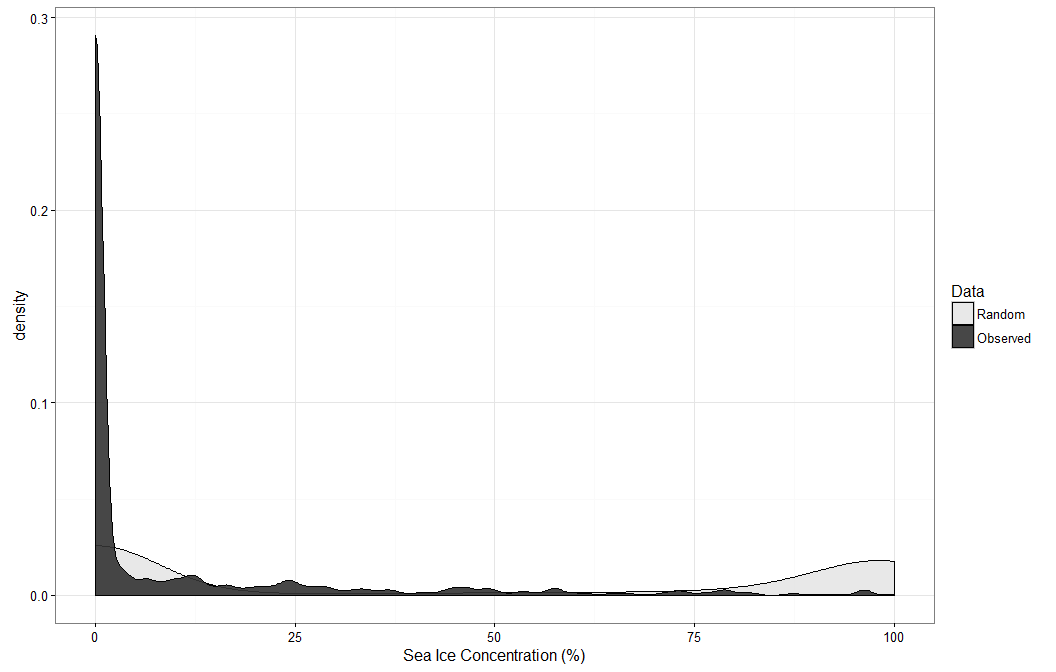 0.3
0.2
0.1
0.0
density
0
25
50
75
100
Sea Ice Concentration (%)
Data
Random
Observed